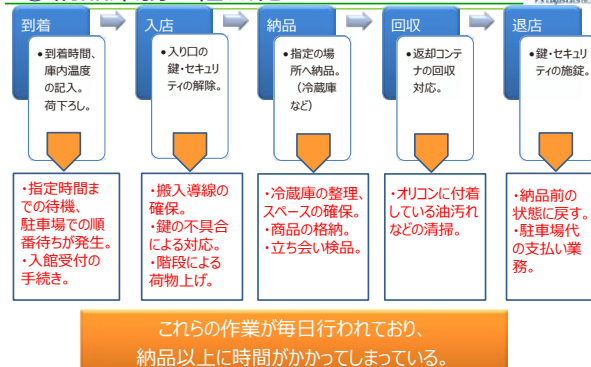 到着
・到着時間、
庫内温度
の記入。
荷下ろし。
・指定時間ま
での待機、
駐車場での順
番待ちが発生。
・入館受付の
手続き。
入店
・入り口の
鍵・セキュリ
ティの解除。
・搬入導線の
確保。
・鍵の不具合
による対応。
・階段による
荷物上げ。
納品
・指定の場
所へ納品。
（冷蔵庫
など）
・冷蔵庫の整理、
スペースの確保。
・商品の格納。
・立ち会い検品。
回収
・返却コンテ
ナの回収
対応。
・オリコンに付着
している油汚れ
などの清掃。
退店
・鍵・セキュリ
ティの施錠。
・納品前の
状態に戻す。
・駐車場代
の支払い業
務。
これらの作業が毎日行われており、
納品以上に時間がかかってしまっている。